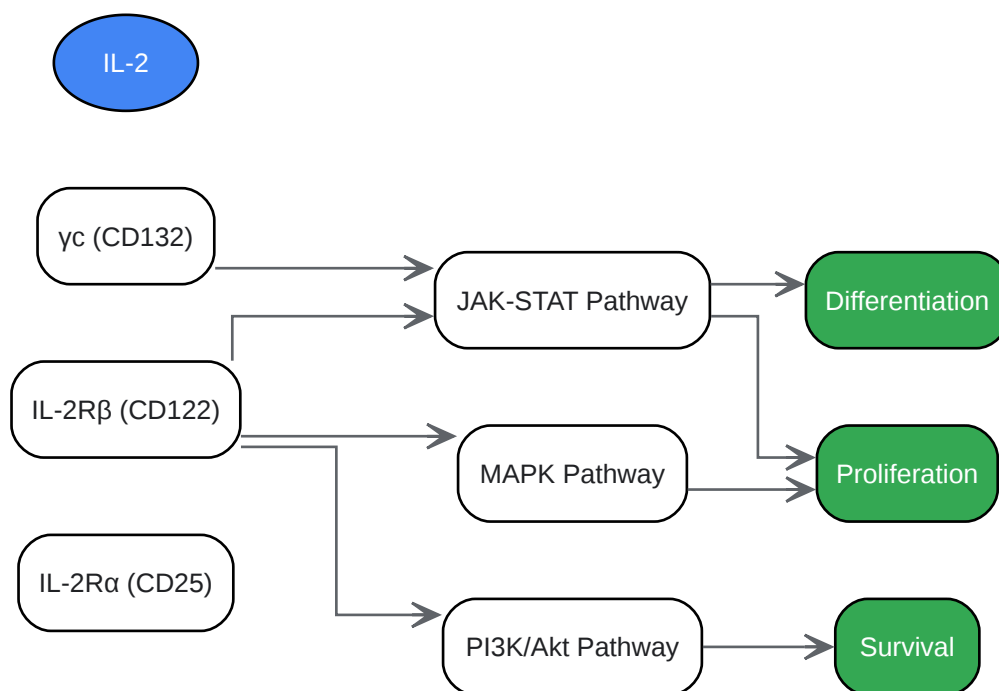 IL-2
γc (CD132)
JAK-STAT Pathway
Differentiation
IL-2Rβ (CD122)
MAPK Pathway
Proliferation
IL-2Rα (CD25)
PI3K/Akt Pathway
Survival